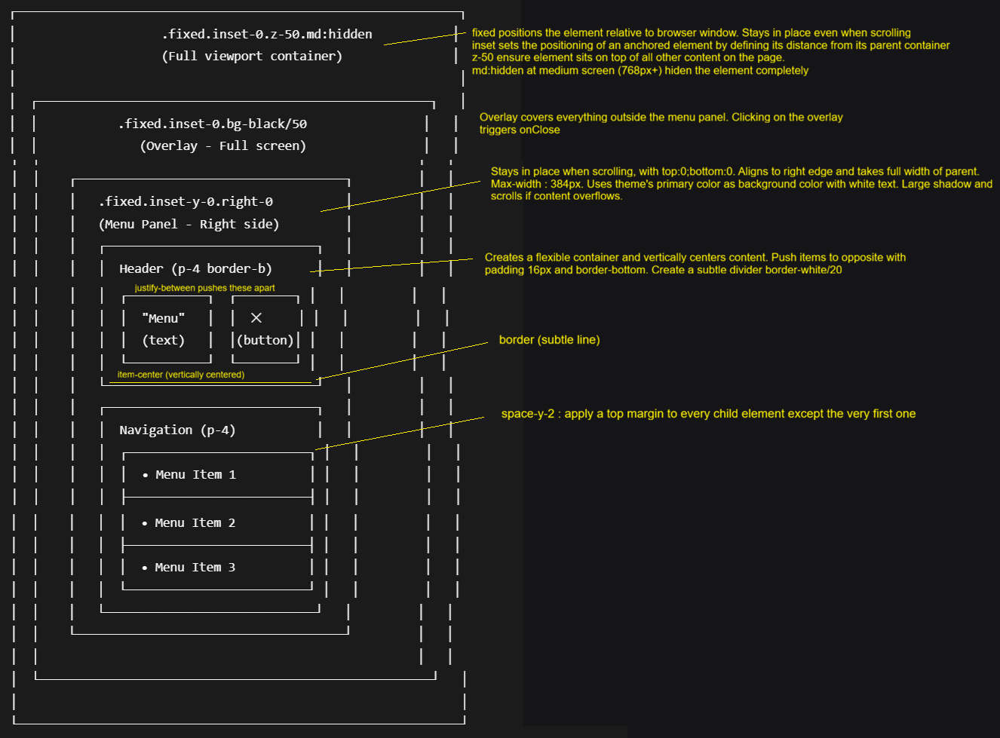 .fixed.inset-0.z-50.md:hidden
(Full viewport container)
fixed positions the element relative to browser window. Stays in place even when scrolling
inset sets the positioning of an anchored element by defining its distance from its parent container
z-50 ensure element sits on top of all other content on the page.
md:hidden at medium screen (768px+) hiden the element completely
.fixed.inset-0.bg-black/50
(Overlay - Full screen)
Overlay covers everything outside the menu panel. Clicking on the overlay
triggers onClose
.fixed.inset-y-0.right-0
(Menu Panel - Right side)
Stays in place when scrolling, with top:0;bottom:0. Aligns to right edge and takes full width of parent.
Max-width : 384px. Uses theme's primary color as background color with white text. Large shadow and
scrolls if content overflows.
Header (p-4 border-b)
Creates a flexible container and vertically centers content. Push items to opposite with
padding 16px and border-bottom. Create a subtle divider border-white/20
justify-between pushes these apart
"Menu" ✕
(text) (button)
border (subtle line)
item-center (vertically centered)
Navigation (p-4)
space-y-2 : apply a top margin to every child element except the very first one
• Menu Item 1
• Menu Item 2
• Menu Item 3